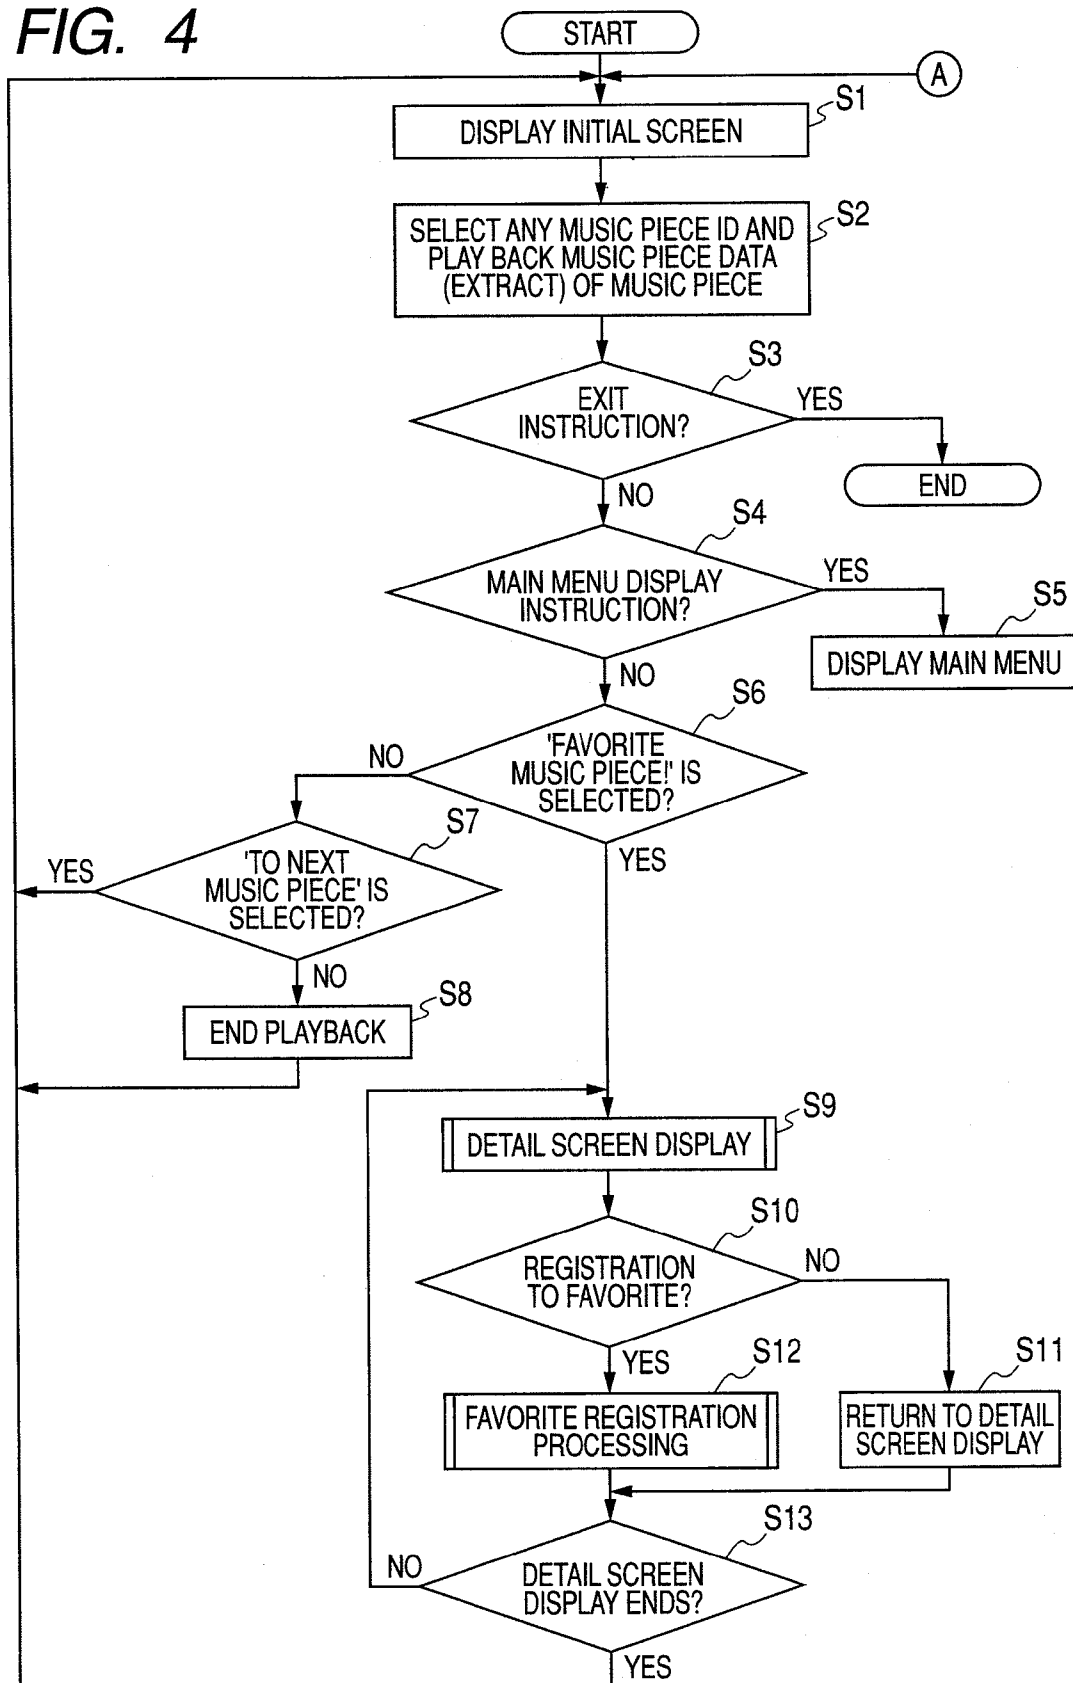 FIG. 4
START
A
S1
DISPLAY INITIAL SCREEN
S2
SELECT ANY MUSIC PIECE ID AND
PLAY BACK MUSIC PIECE DATA
(EXTRACT) OF MUSIC PIECE
S3
EXIT
INSTRUCTION?
YES
END
NO
S4
MAIN MENU DISPLAY
INSTRUCTION?
YES
S5
DISPLAY MAIN MENU
NO
S6
'FAVORITE
MUSIC PIECE!' IS
SELECTED?
NO
YES
S7
'TO NEXT
MUSIC PIECE' IS
SELECTED?
YES
NO
S8
END PLAYBACK
S9
DETAIL SCREEN DISPLAY
S10
REGISTRATION
TO FAVORITE?
NO
YES
S12
FAVORITE REGISTRATION
PROCESSING
S11
RETURN TO DETAIL
SCREEN DISPLAY
S13
DETAIL SCREEN
DISPLAY ENDS?
NO
YES